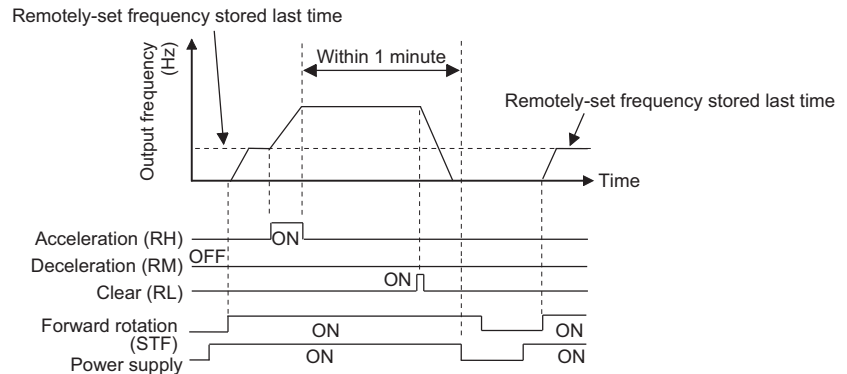 Remotely-set frequency stored last time
Output frequency
(Hz)
Within 1 minute
Remotely-set frequency stored last time
Time
Acceleration (RH)
ON
Deceleration (RM)
OFF
Clear (RL)
ON
Forward rotation
(STF)
ON
ON
Power supply
ON
ON